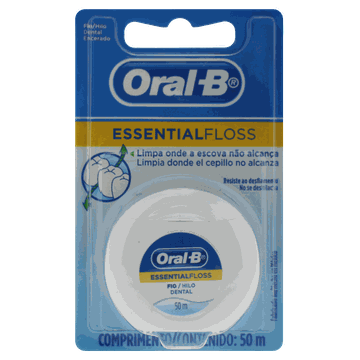 Fio/Hilo
Dental
Encerado
Oral-B®
ESSENTIALFLOSS
Limpa onde a escova não alcança
Limpia donde el cepillo no alcanza
Resiste ao desfiamento
No se deshilacha
Oral-B
ESSENTIALFLOSS
FIO / HILO
DENTAL
50 m
COMPRIMENTO/CONTENIDO: 50 m